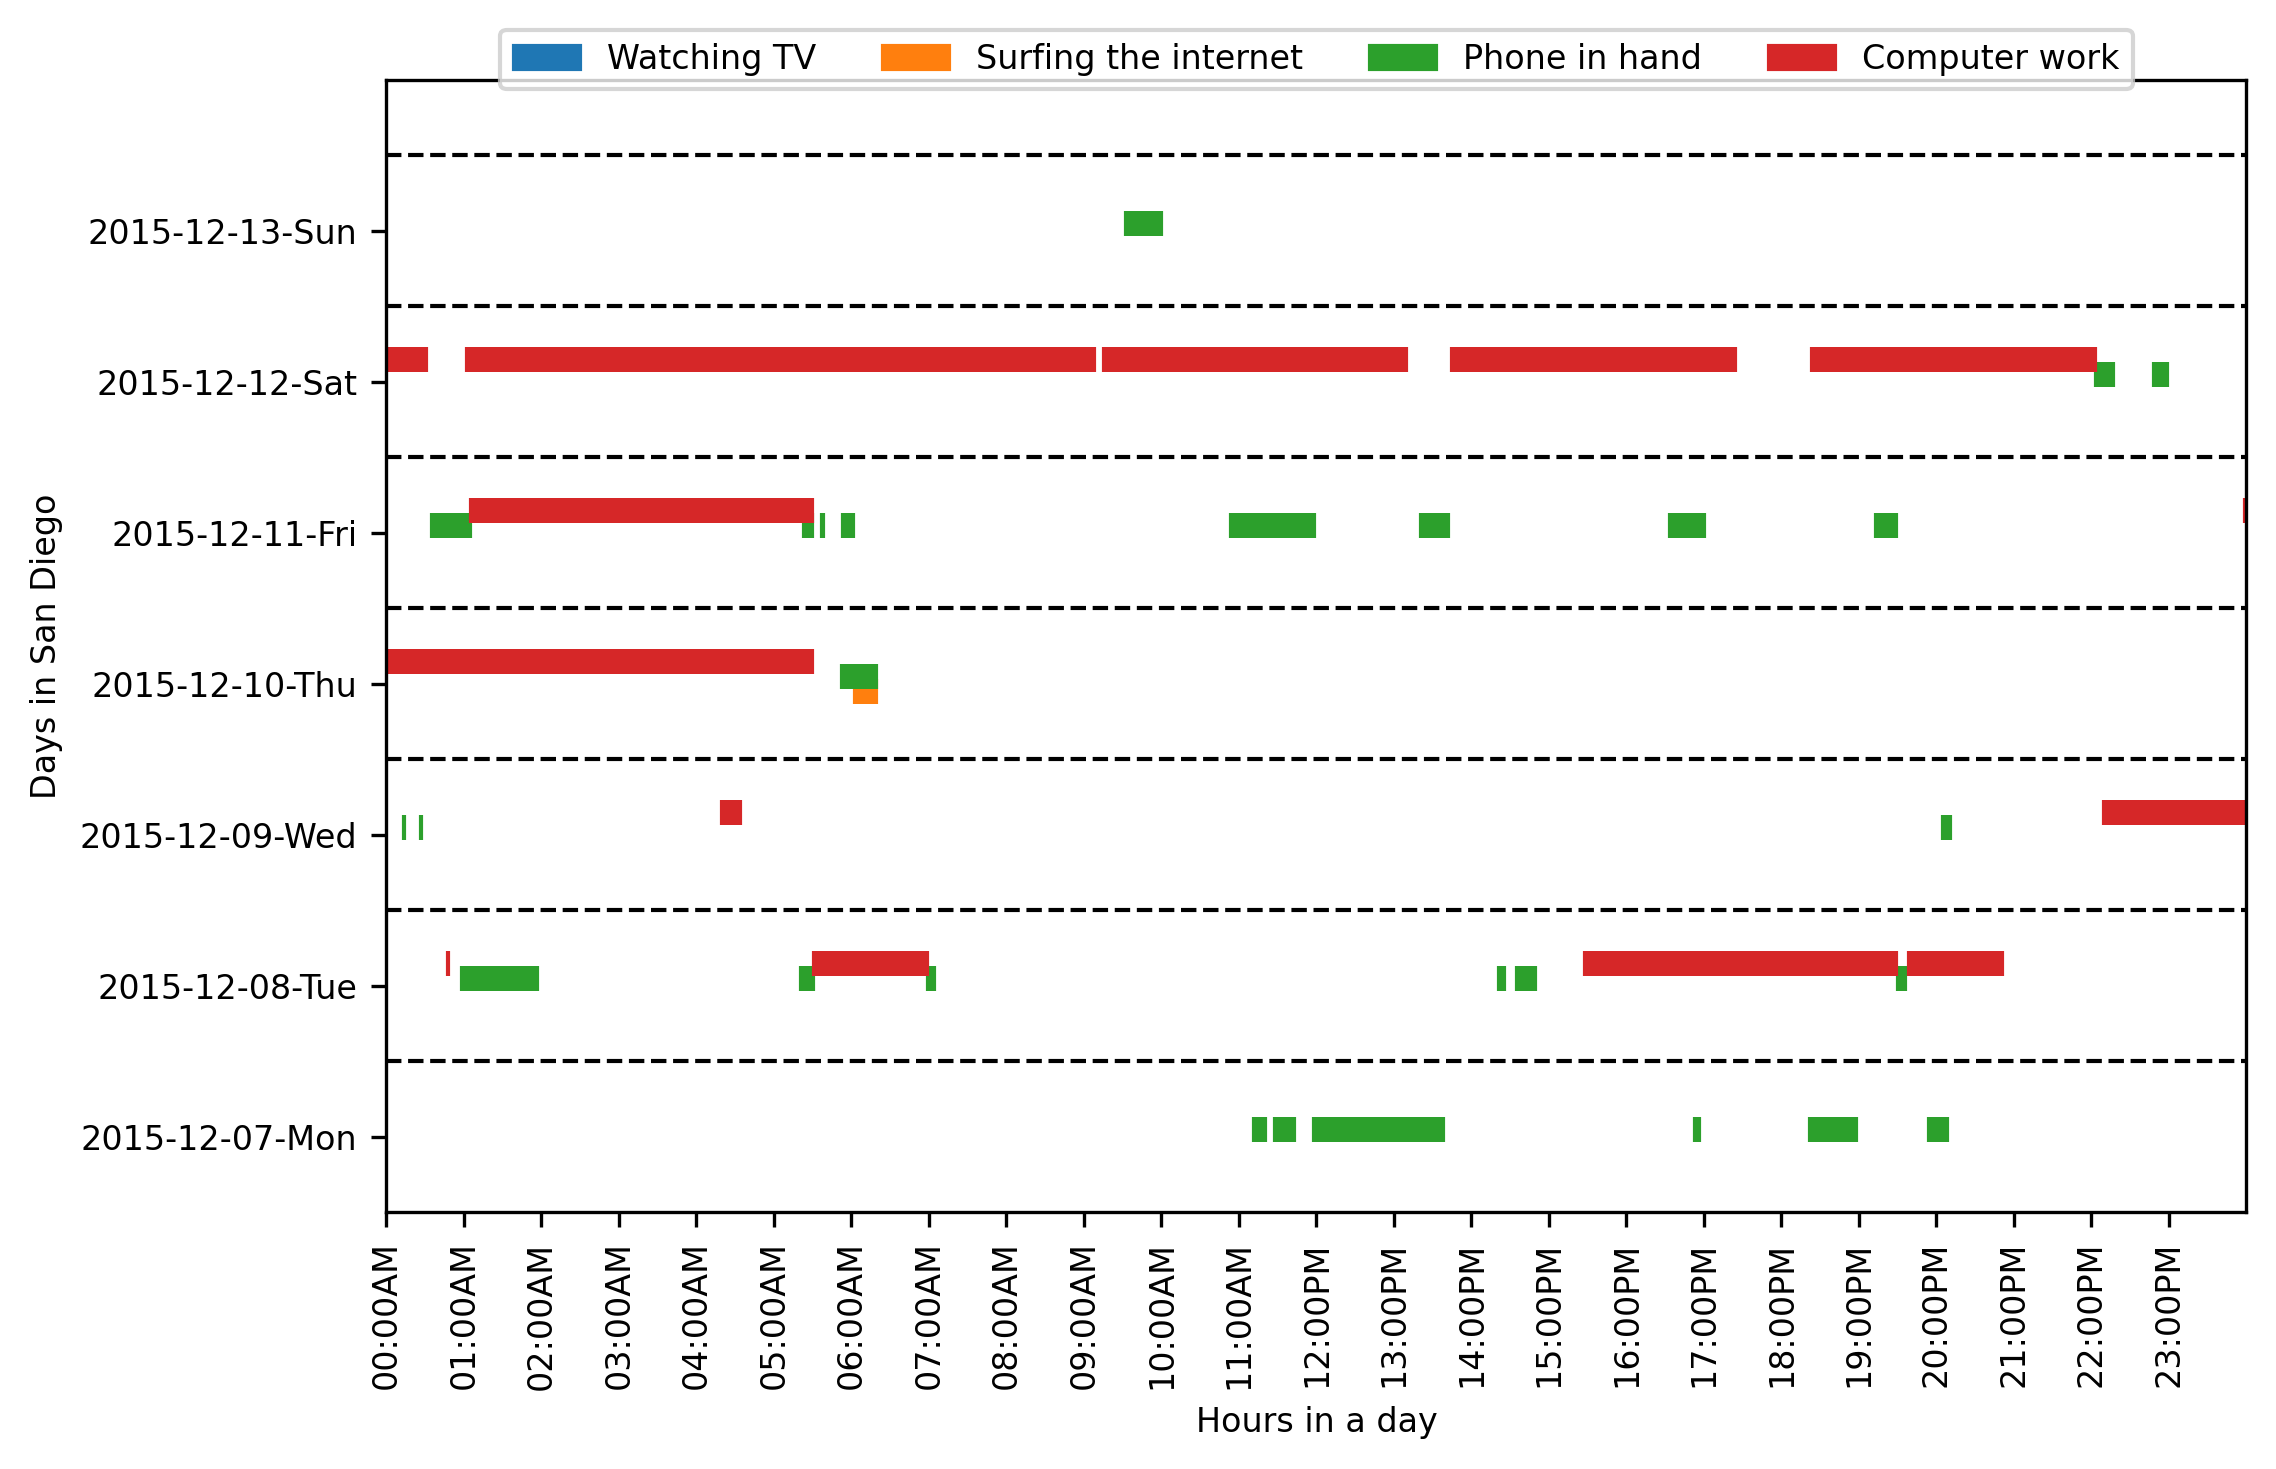 Watching TV Surfing the internet Phone in hand Computer work
Days in San Diego
2015-12-13-Sun
2015-12-12-Sat
2015-12-11-Fri
2015-12-10-Thu
2015-12-09-Wed
2015-12-08-Tue
2015-12-07-Mon
00:00AM
01:00AM
02:00AM
03:00AM
04:00AM
05:00AM
06:00AM
07:00AM
08:00AM
09:00AM
10:00AM
11:00AM
12:00PM
13:00PM
14:00PM
15:00PM
16:00PM
17:00PM
18:00PM
19:00PM
20:00PM
21:00PM
22:00PM
23:00PM
Hours in a day